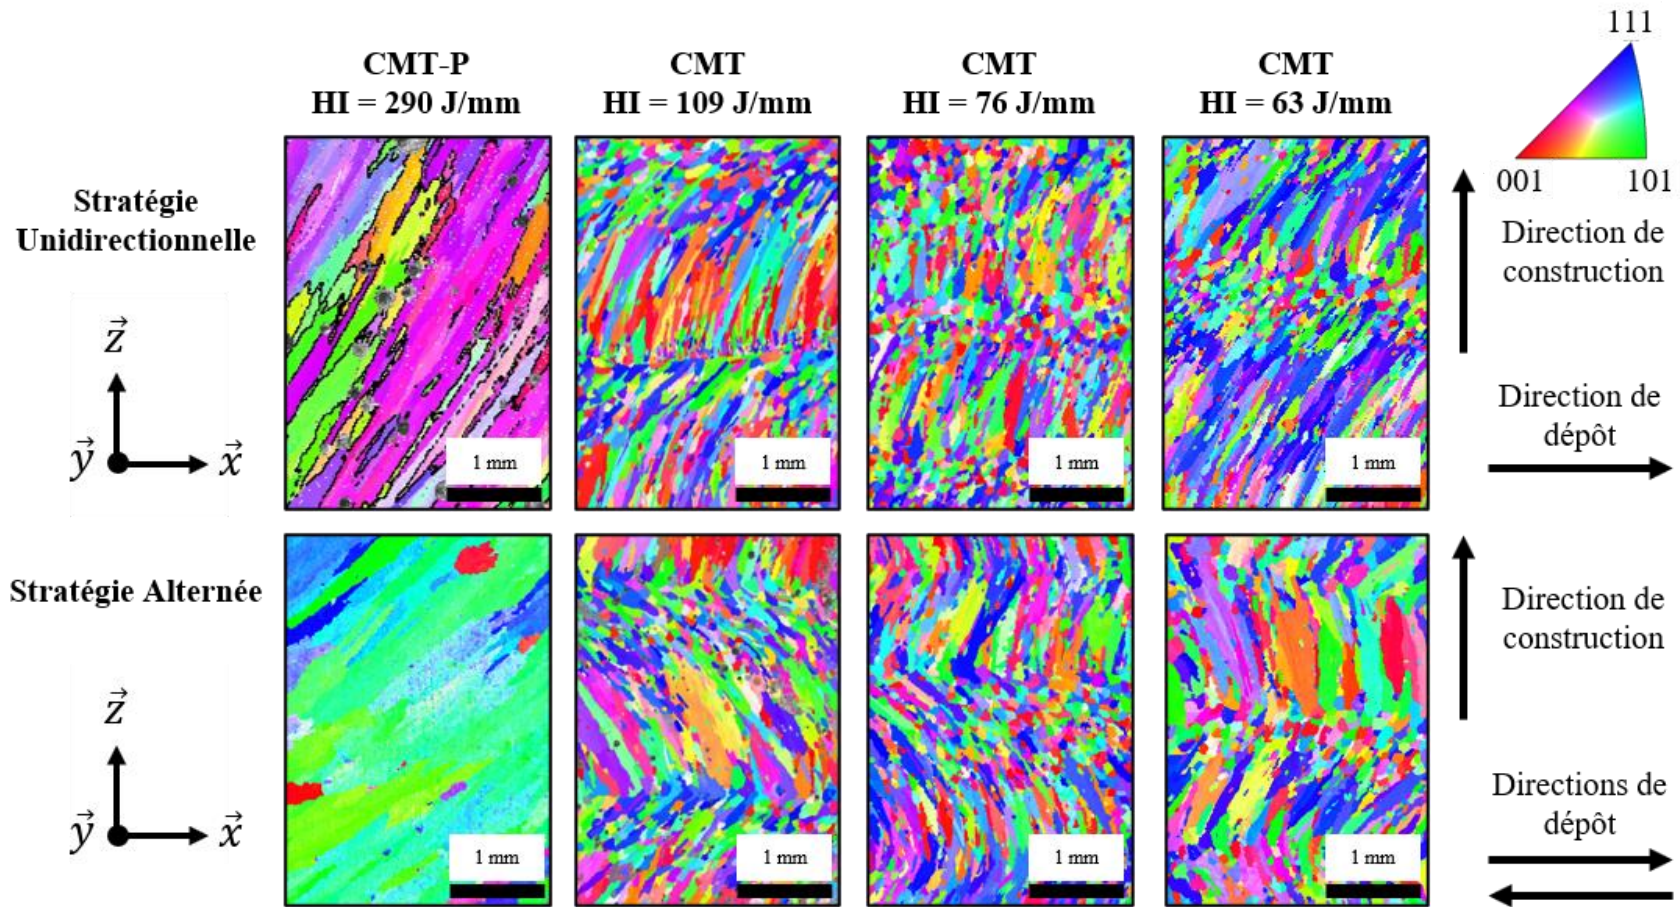 CMT-P
HI = 290 J/mm
CMT
HI = 109 J/mm
CMT
HI = 76 J/mm
CMT
HI = 63 J/mm
111
001
101
Stratégie
Unidirectionnelle
z⃗
y⃗
x⃗
1 mm
1 mm
1 mm
1 mm
Direction de
construction
Direction de
dépôt
Stratégie Alternée
z⃗
y⃗
x⃗
1 mm
1 mm
1 mm
1 mm
Direction de
construction
Directions de
dépôt